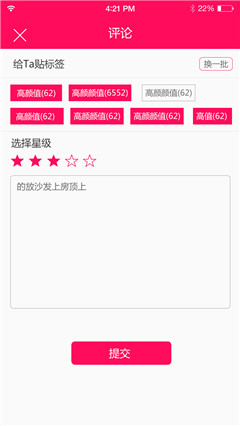 4:21 PM 22%
评论
给Ta贴标签 换一批
高颜值(62) 高颜颜值(6552) 高颜颜值(62)
高颜值(62) 高颜颜值(62) 高颜颜值(62) 高值(62)
选择星级
的放沙发上房顶上
提交